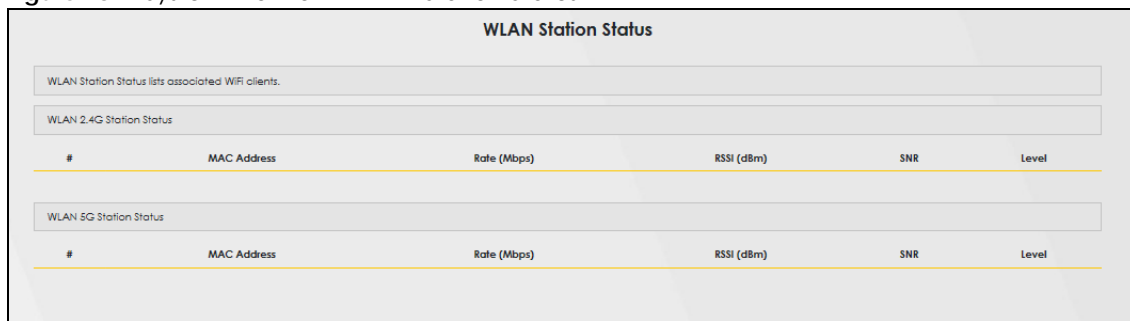 WLAN Station Status
WLAN Station Status lists associated WiFi clients.
WLAN 2.4G Station Status
# MAC Address Rate (Mbps) RSSI (dBm) SNR Level
WLAN 5G Station Status
# MAC Address Rate (Mbps) RSSI (dBm) SNR Level